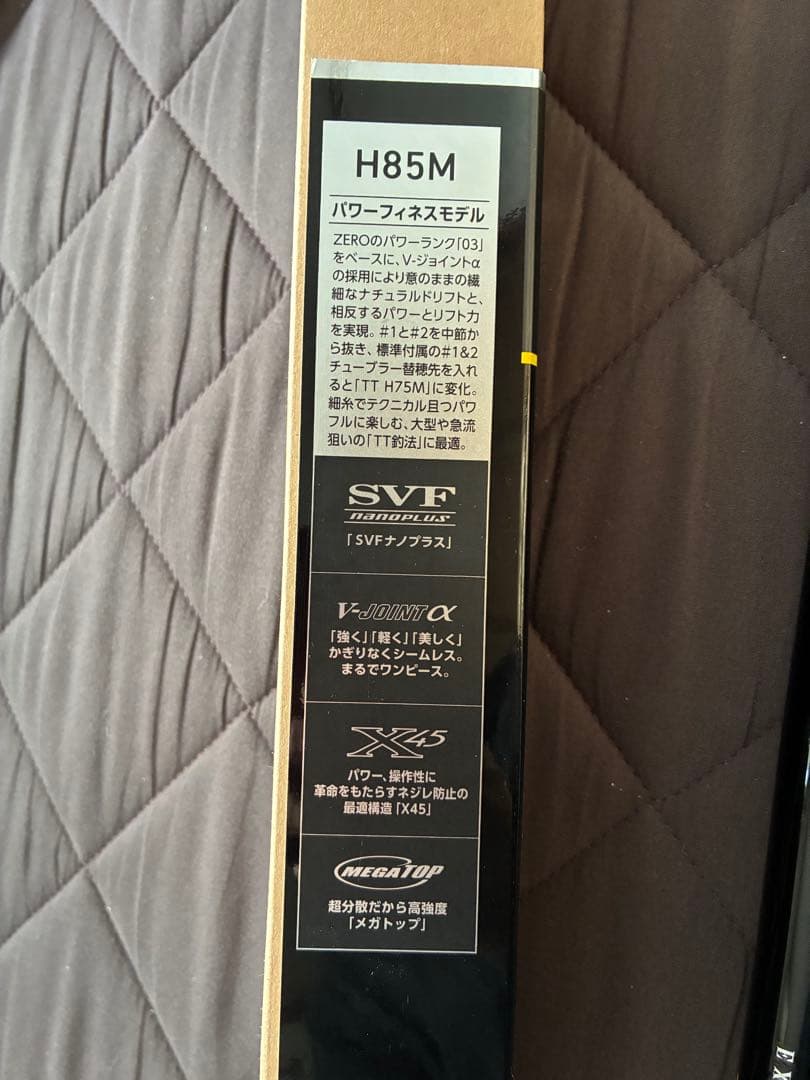 H85M
パワーフィネスモデル
ZEROのパワーランク「03」
をベースに、V-ジョイントα
の採用により意のままの繊
細なナチュラルドリフトと、
相反するパワーとリフト力
を実現。#1と#2を中節か
ら抜き、標準付属の#1&2
チューブラー替穂先を入れ
ると「TT H75M」に変化。
細糸でテクニカル且つパワ
フルに楽しむ、大型や急流
狙いの「TT釣法」に最適。
SVF
nanoPLUS
「SVFナノプラス」
V-JOINTα
「強く」「軽く」「美しく」
かぎりなくシームレス。
まるでワンピース。
X45
パワー、操作性に
革命をもたらすネジレ防止の
最適構造「X45」
MEGATOP
超分散だから高強度
「メガトップ」
EX